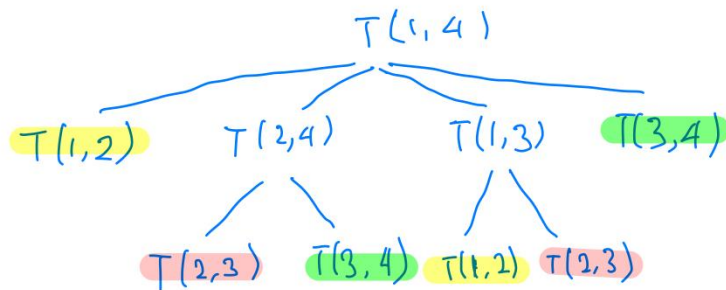 T(1,4)
T(1,2) T(2,4) T(1,3) T(3,4)
T(2,3) T(3,4) T(1,2) T(2,3)